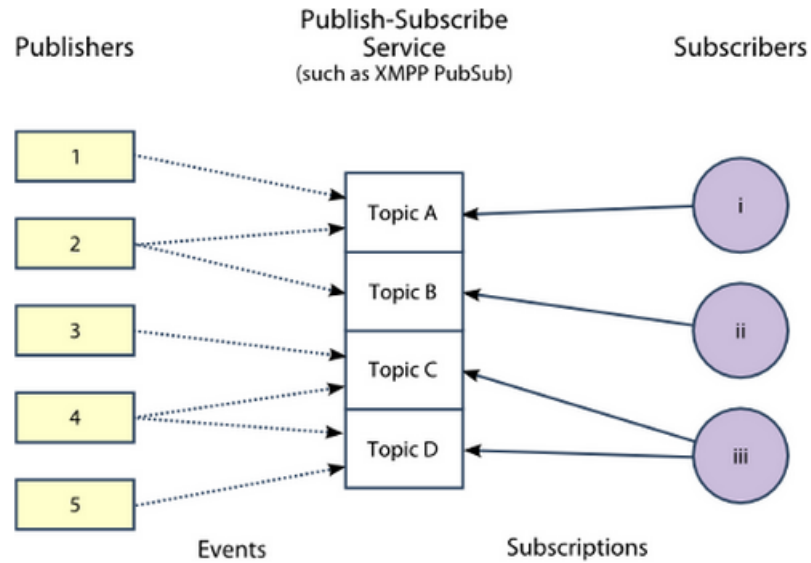 Publishers
Publish-Subscribe
Service
(such as XMPP PubSub)
Subscribers
1
2
3
4
5
Topic A
Topic B
Topic C
Topic D
i
ii
iii
Events
Subscriptions